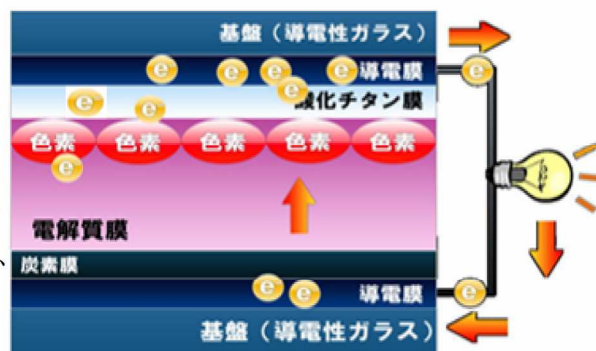 基盤（導電性ガラス）
e e e e e 導電膜 e
e e 酸化チタン膜
色素 色素 色素 色素 色素
e
電解質膜
、
炭素膜
e e 導電膜 e
基盤（導電性ガラス）